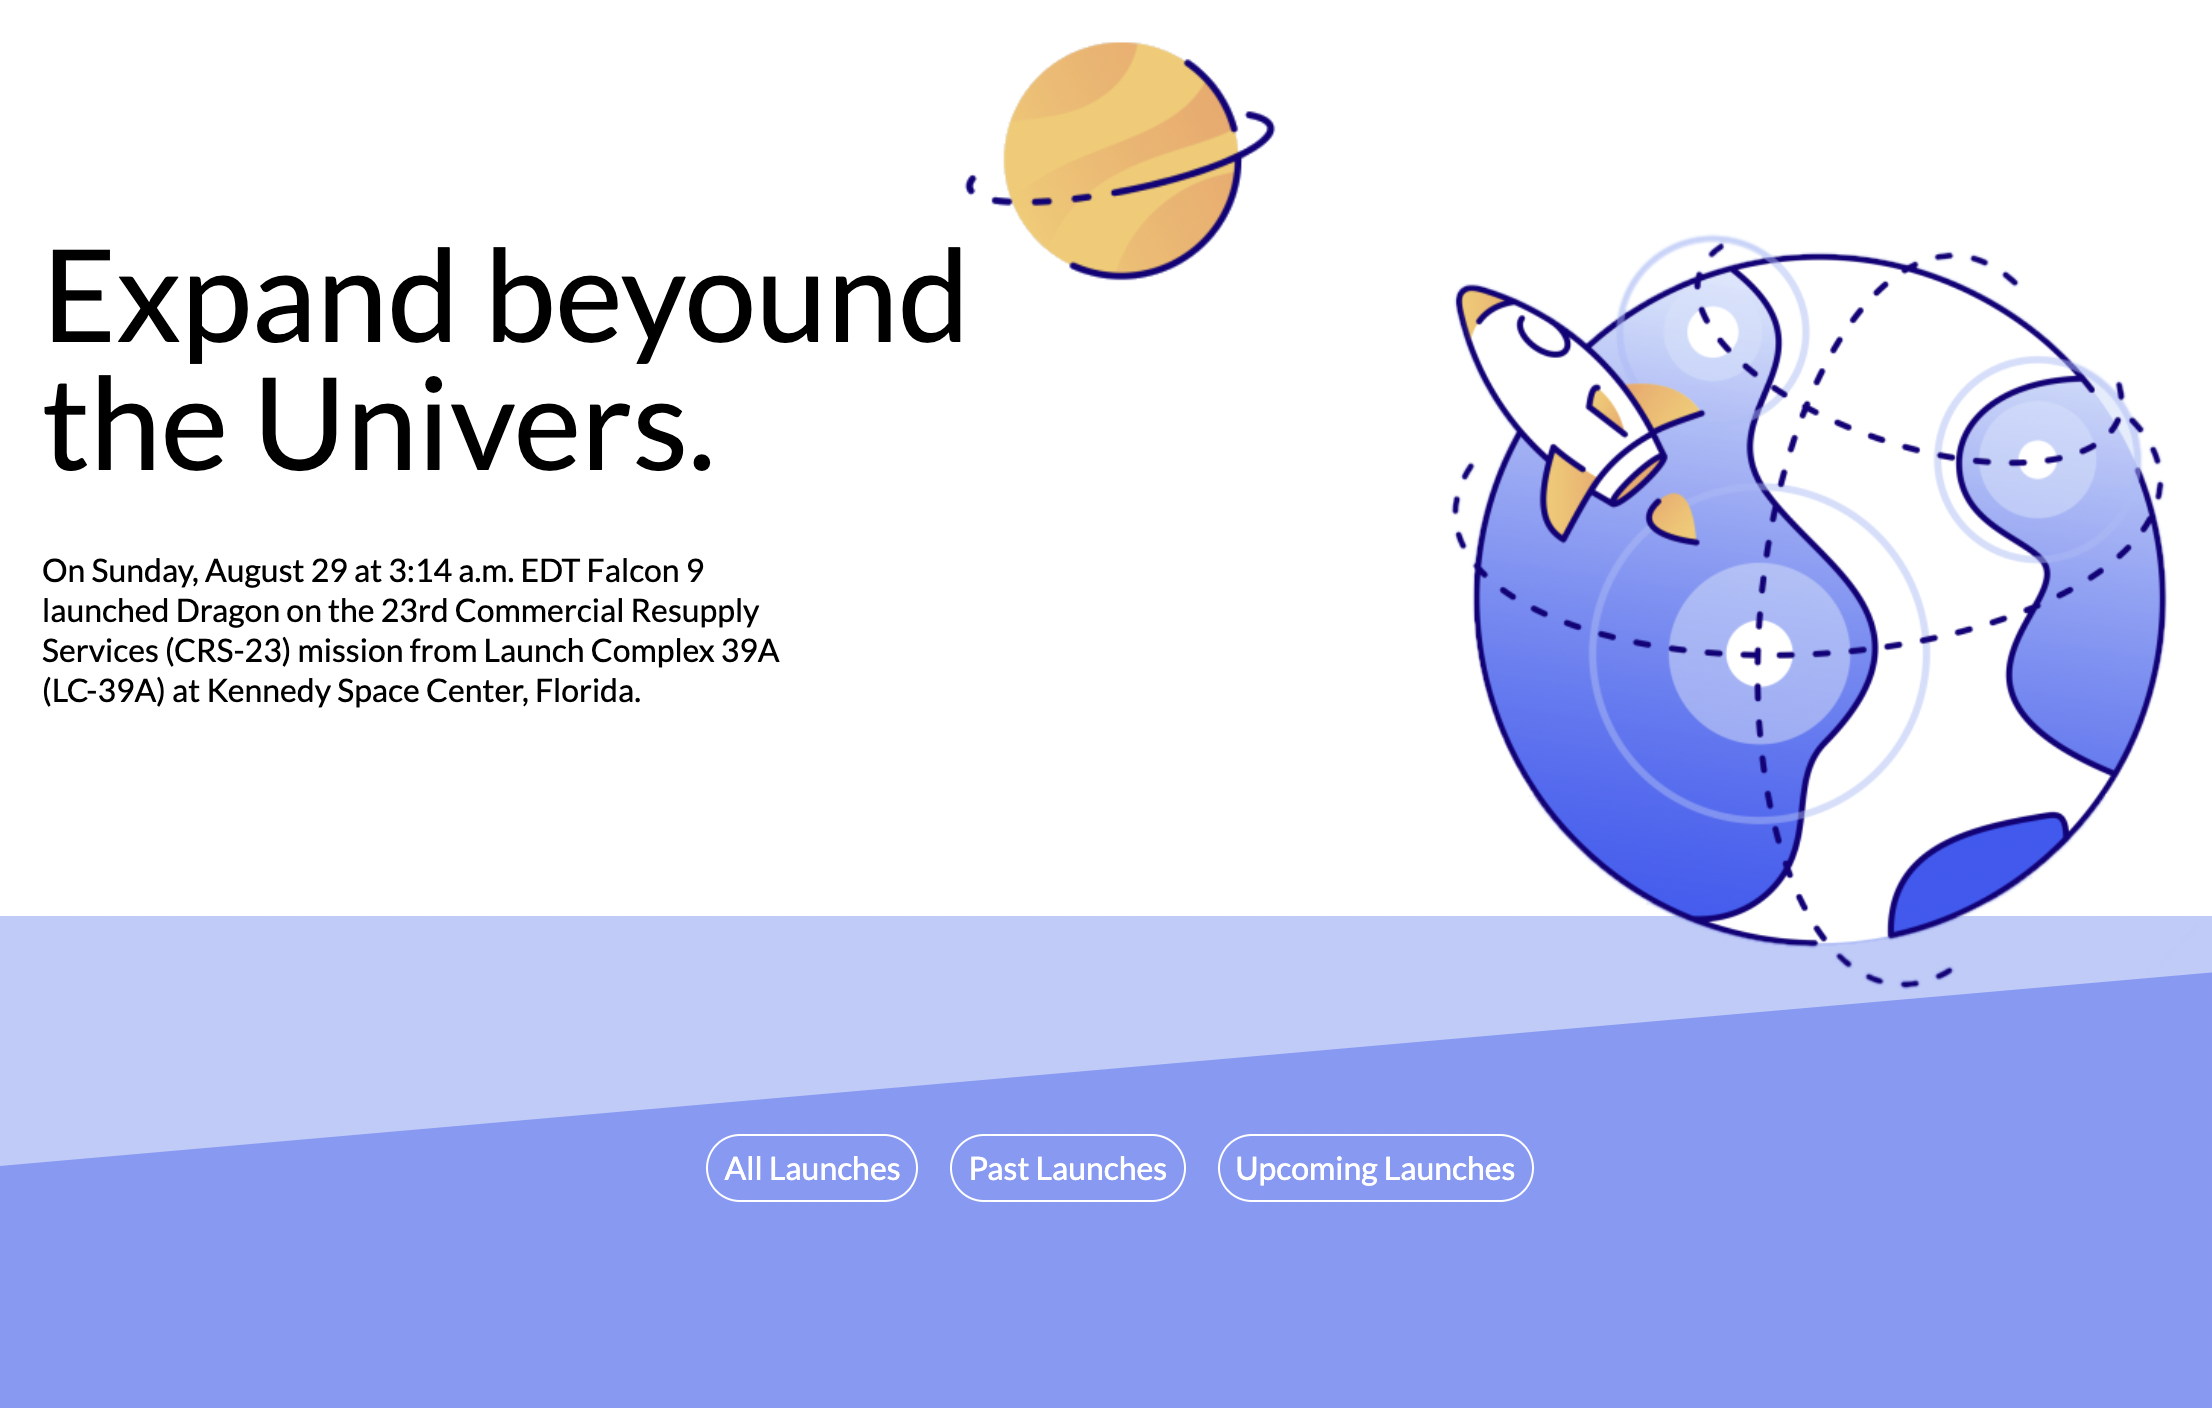 Expand beyound
the Univers.
On Sunday, August 29 at 3:14 a.m. EDT Falcon 9
launched Dragon on the 23rd Commercial Resupply
Services (CRS-23) mission from Launch Complex 39A
(LC-39A) at Kennedy Space Center, Florida.
All Launches
Past Launches
Upcoming Launches